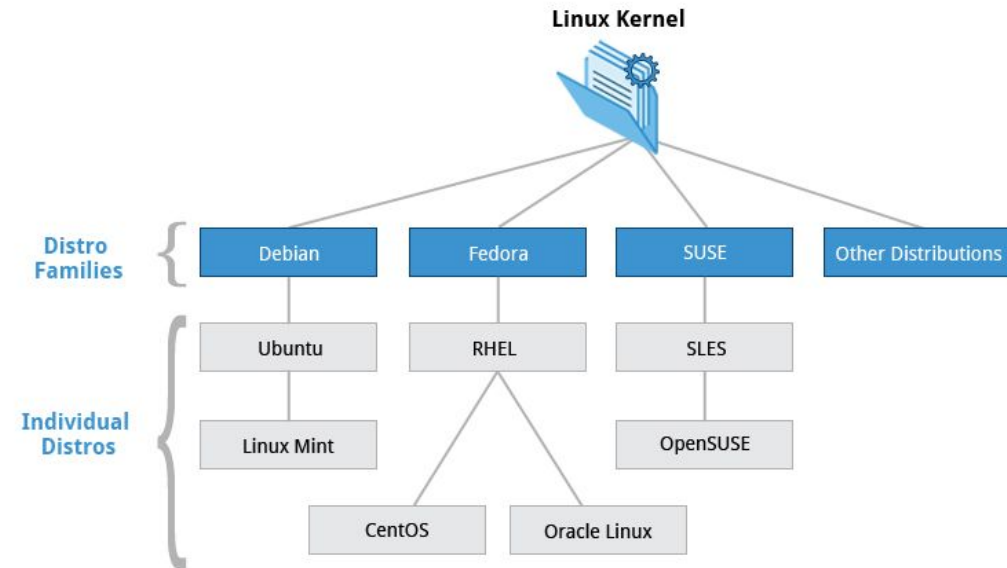 Linux Kernel
Distro
Families
Debian
Fedora
SUSE
Other Distributions
Individual
Distros
Ubuntu
RHEL
SLES
Linux Mint
OpenSUSE
CentOS
Oracle Linux